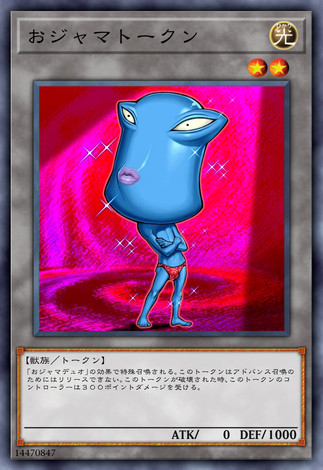 おジャマトークン
光
【獣族／トークン】
「おジャマデュオ」の効果で特殊召喚される。このトークンはアドバンス召喚の
ためにはリリースできない。このトークンが破壊された時、このトークンのコ
ントローラーは３００ポイントダメージを受ける。
ATK/ 0 DEF/1000
14470847